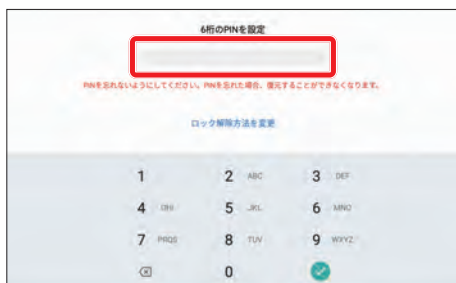 6桁のPINを設定
PINを忘れないようにしてください。PINを忘れた場合、復元することができなくなります。
ロック解除方法を変更
1 2 ABC 3 DEF
4 GHI 5 JKL 6 MNO
7 PRQS 8 TUV 9 WXYZ
0